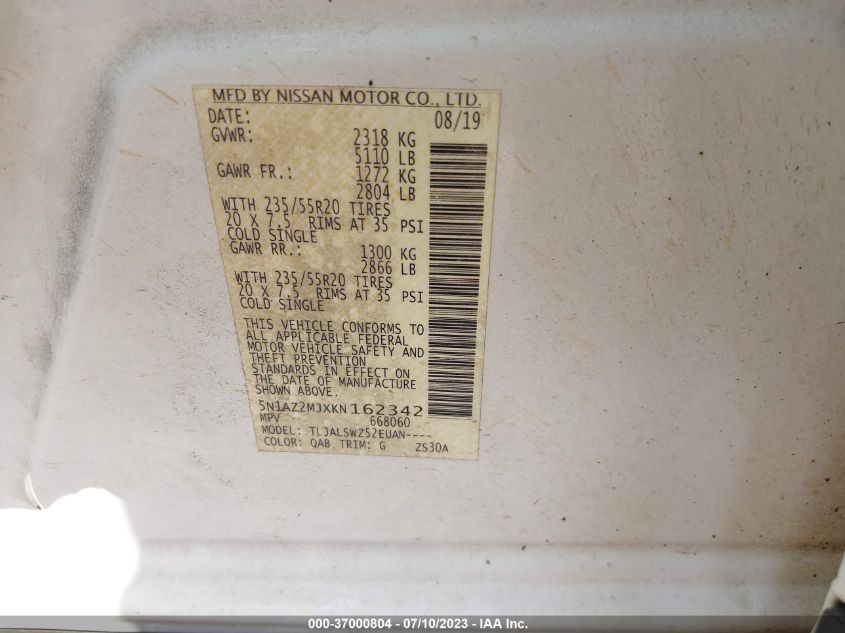 MFD BY NISSAN MOTOR CO., LTD.
DATE: 08/19
GVWR: 2318 KG
5110 LB
GAWR FR.: 1272 KG
2804 LB
WITH 235/55R20 TIRES
20 X 7.5 RIMS AT 35 PSI
COLD SINGLE
GAWR RR.: 1300 KG
2866 LB
WITH 235/55R20 TIRES
20 X 7.5 RIMS AT 35 PSI
COLD SINGLE
THIS VEHICLE CONFORMS TO
ALL APPLICABLE FEDERAL
MOTOR VEHICLE SAFETY AND
THEFT PREVENTION
STANDARDS IN EFFECT ON
THE DATE OF MANUFACTURE
SHOWN ABOVE.
5N1AZ2MJXKN162342
MPV 668060
MODEL: TLJALSWZ52EUAN----
COLOR: QAB TRIM: G ZS30A
000-37000804 - 07/10/2023 - IAA Inc.